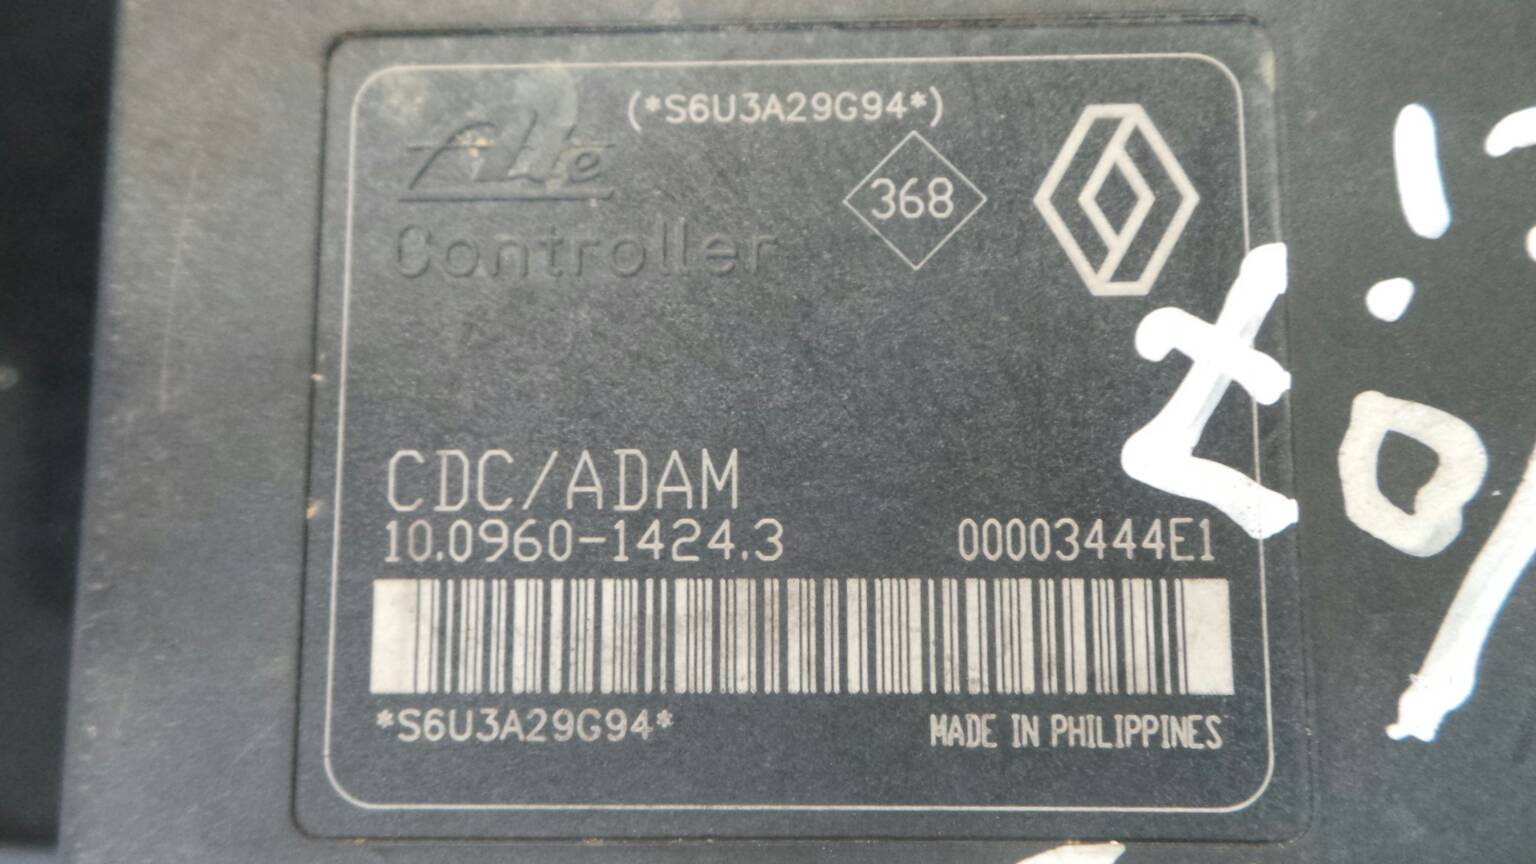 (*S6U3A29G94*)
Ate
368
Controller
CDC/ADAM
10.0960-1424.3 00003444E1
*S6U3A29G94*
MADE IN PHILIPPINES